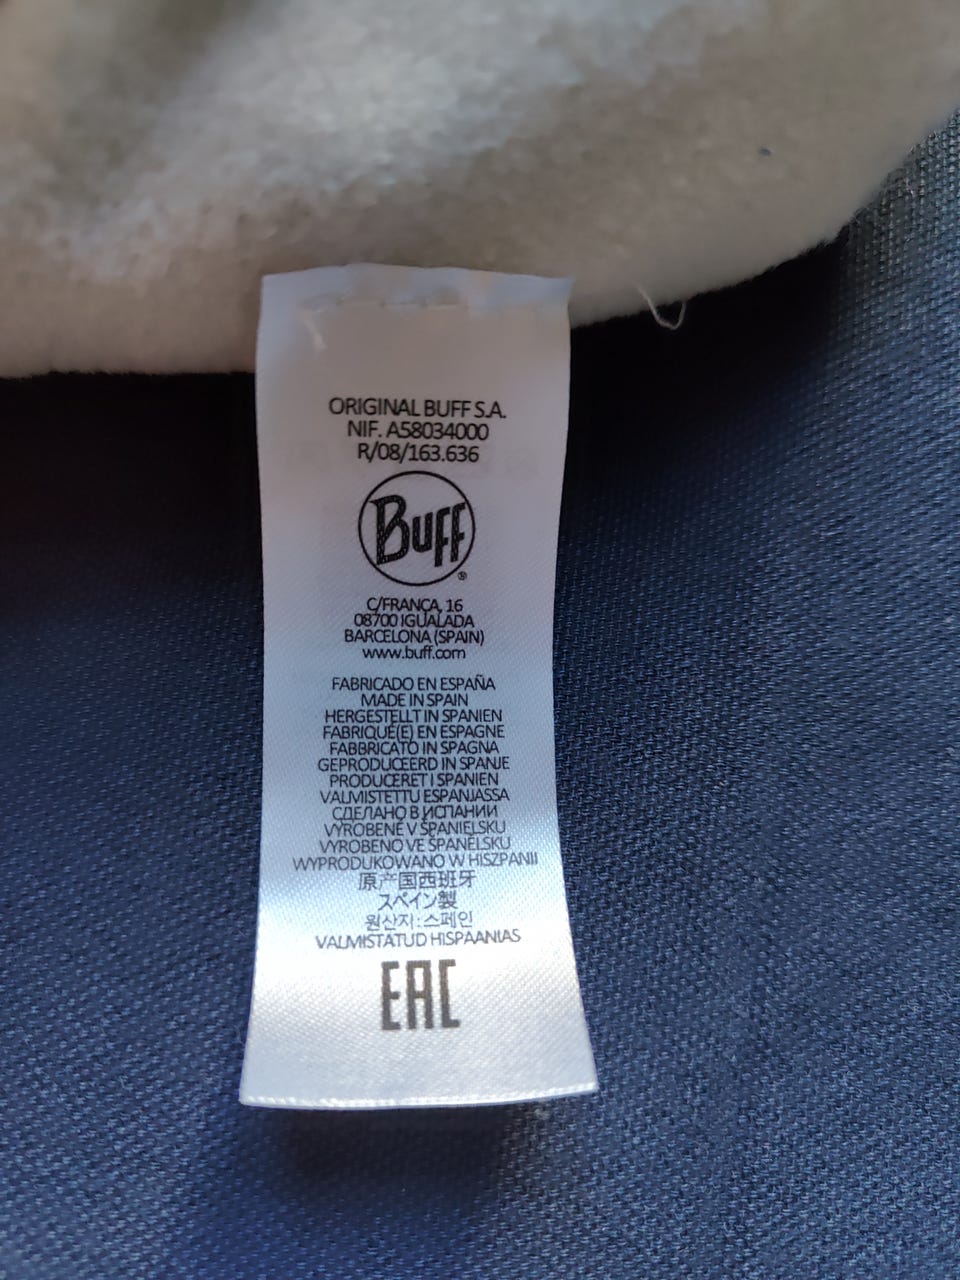 ORIGINAL BUFF S.A.
NIF. A58034000
R/08/163.636
BUFF
®
C/FRANÇA, 16
08700 IGUALADA
BARCELONA (SPAIN)
www.buff.com
FABRICADO EN ESPAÑA
MADE IN SPAIN
HERGESTELLT IN SPANIEN
FABRIQUÉ(E) EN ESPAGNE
FABBRICATO IN SPAGNA
GEPRODUCEERD IN SPANJE
PRODUCERET I SPANIEN
VALMISTETTU ESPANJASSA
СДЕЛАНО В ИСПАНИИ
VYROBENÉ V ŠPANIELSKU
VYROBENO VE ŠPANĚLSKU
WYPRODUKOWANO W HISZPANII
原产国西班牙
スペイン製
원산지: 스페인
VALMISTATUD HISPAANIAS
EAC